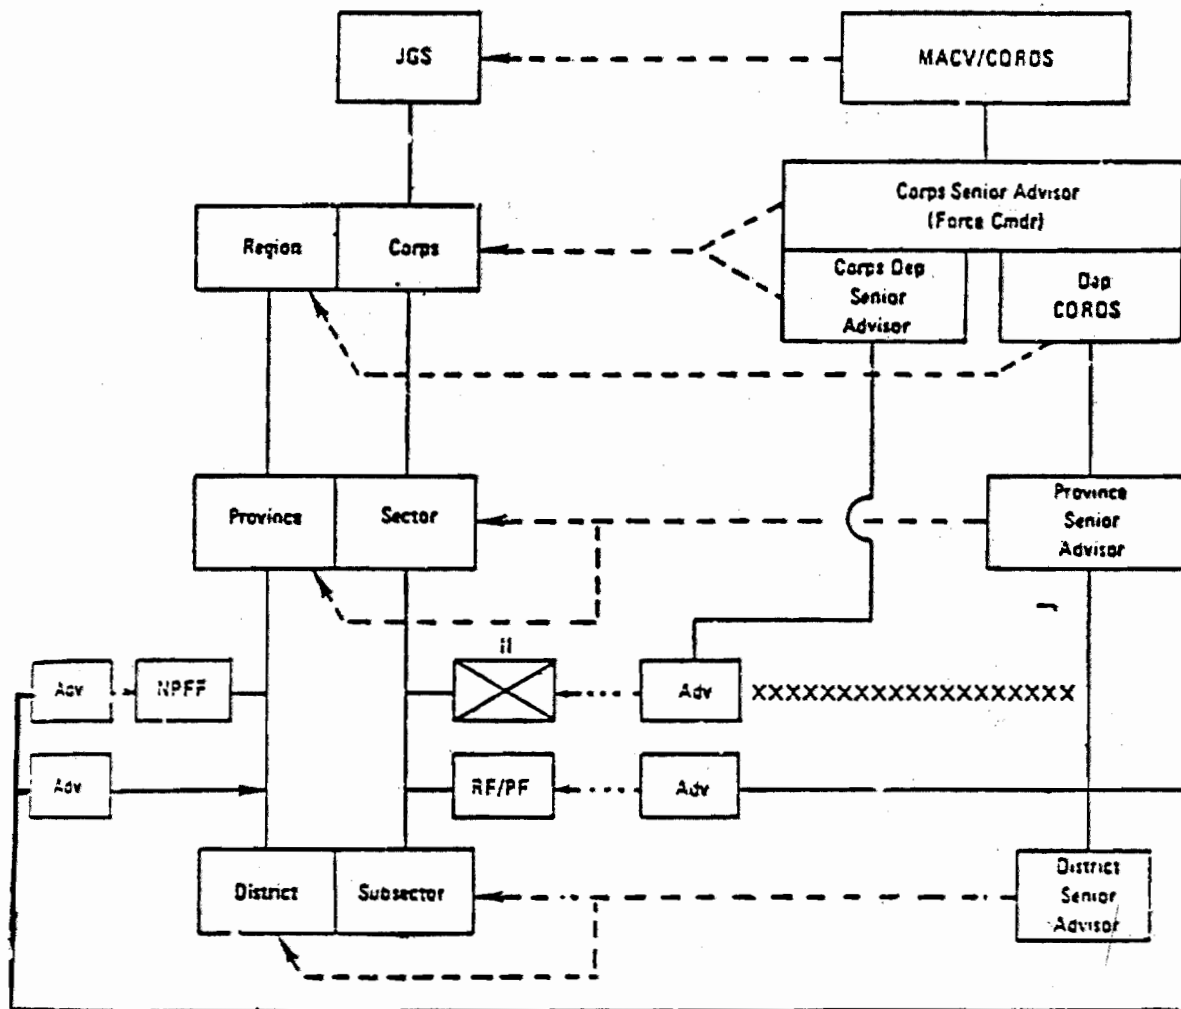 JGS
MACV/CORDS
Corps Senior Advisor
(Force Cmdr)
Region
Corps
Corps Dep
Senior
Advisor
Dep
CORDS
Province
Sector
Province
Senior
Advisor
II
Adv
NPFF
Adv
XXXXXXXXXXXXXXXXXXX
Adv
RF/PF
Adv
District
Subsector
District
Senior
Advisor